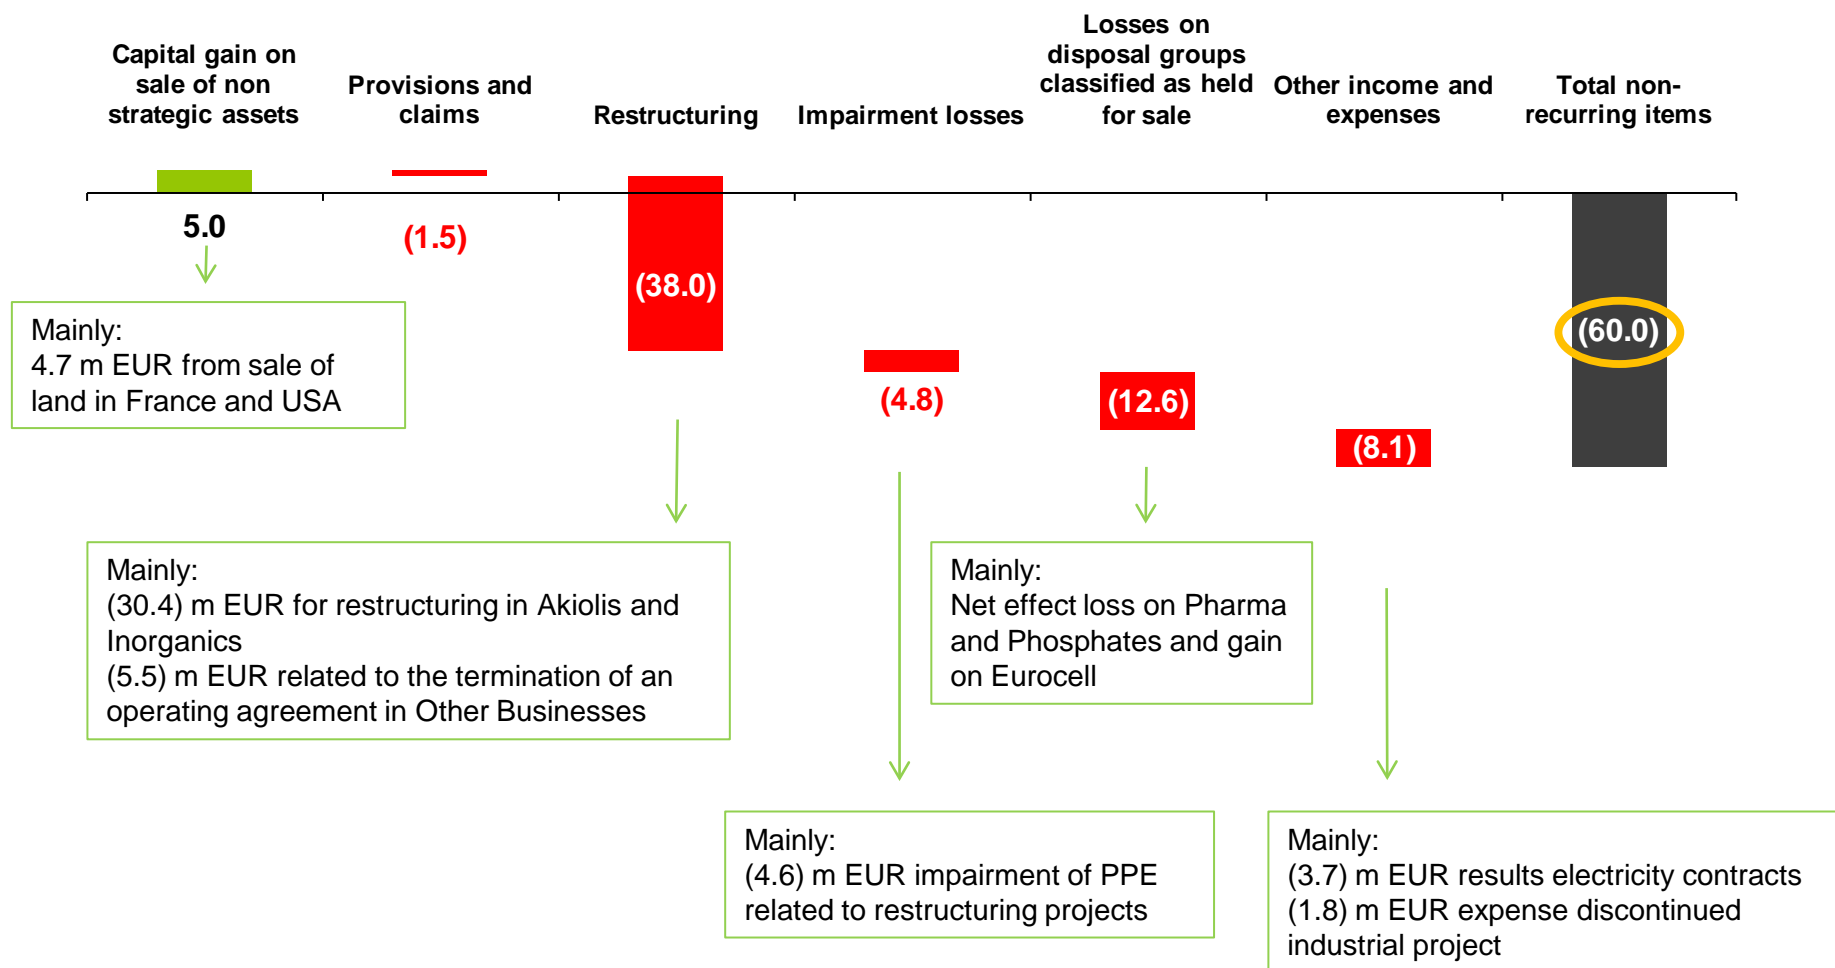 Capital gain on
sale of non
strategic assets
Provisions and
claims
Restructuring
Impairment losses
Losses on
disposal groups
classified as held
for sale
Other income and
expenses
Total non-
recurring items
5.0
(1.5)
(38.0)
(4.8)
(12.6)
(8.1)
(60.0)
Mainly:
4.7 m EUR from sale of
land in France and USA
Mainly:
(30.4) m EUR for restructuring in Akiolis and
Inorganics
(5.5) m EUR related to the termination of an
operating agreement in Other Businesses
Mainly:
Net effect loss on Pharma
and Phosphates and gain
on Eurocell
Mainly:
(4.6) m EUR impairment of PPE
related to restructuring projects
Mainly:
(3.7) m EUR results electricity contracts
(1.8) m EUR expense discontinued
industrial project